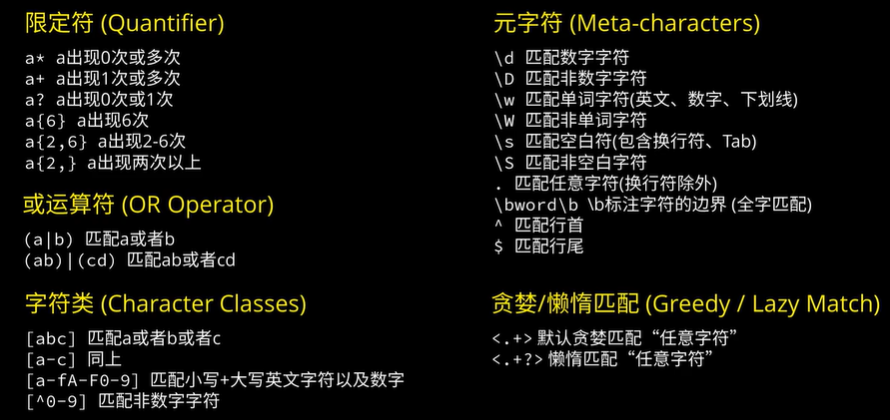 限定符 (Quantifier)
a* a出现0次或多次
a+ a出现1次或多次
a? a出现0次或1次
a{6} a出现6次
a{2,6} a出现2-6次
a{2,} a出现两次以上
或运算符 (OR Operator)
(a|b) 匹配a或者b
(ab)|(cd) 匹配ab或者cd
字符类 (Character Classes)
[abc] 匹配a或者b或者c
[a-c] 同上
[a-fA-F0-9] 匹配小写+大写英文字符以及数字
[^0-9] 匹配非数字字符
元字符 (Meta-characters)
\d 匹配数字字符
\D 匹配非数字字符
\w 匹配单词字符(英文、数字、下划线)
\W 匹配非单词字符
\s 匹配空白符(包含换行符、Tab)
\S 匹配非空白字符
. 匹配任意字符(换行符除外)
\bword\b \b标注字符的边界 (全字匹配)
^ 匹配行首
$ 匹配行尾
贪婪/懒惰匹配 (Greedy / Lazy Match)
<.+> 默认贪婪匹配“任意字符”
<.+?> 懒惰匹配“任意字符”